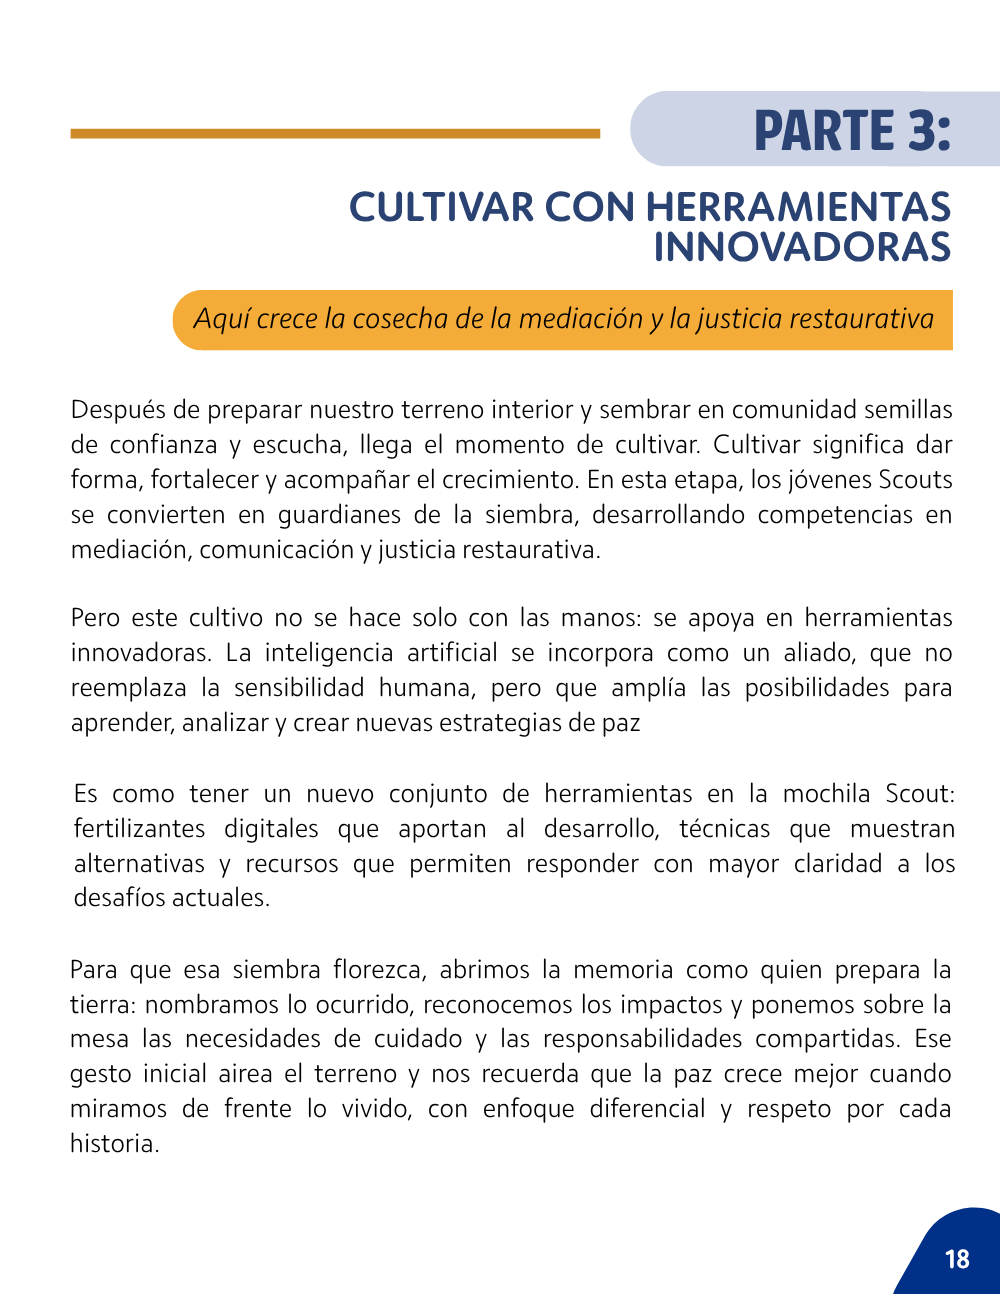 PARTE 3:
CULTIVAR CON HERRAMIENTAS
INNOVADORAS
Aquí crece la cosecha de la mediación y la justicia restaurativa
Después de preparar nuestro terreno interior y sembrar en comunidad semillas
de confianza y escucha, llega el momento de cultivar. Cultivar significa dar
forma, fortalecer y acompañar el crecimiento. En esta etapa, los jóvenes Scouts
se convierten en guardianes de la siembra, desarrollando competencias en
mediación, comunicación y justicia restaurativa.
Pero este cultivo no se hace solo con las manos: se apoya en herramientas
innovadoras. La inteligencia artificial se incorpora como un aliado, que no
reemplaza la sensibilidad humana, pero que amplía las posibilidades para
aprender, analizar y crear nuevas estrategias de paz
Es como tener un nuevo conjunto de herramientas en la mochila Scout:
fertilizantes digitales que aportan al desarrollo, técnicas que muestran
alternativas y recursos que permiten responder con mayor claridad a los
desafíos actuales.
Para que esa siembra florezca, abrimos la memoria como quien prepara la
tierra: nombramos lo ocurrido, reconocemos los impactos y ponemos sobre la
mesa las necesidades de cuidado y las responsabilidades compartidas. Ese
gesto inicial airea el terreno y nos recuerda que la paz crece mejor cuando
miramos de frente lo vivido, con enfoque diferencial y respeto por cada
historia.
18